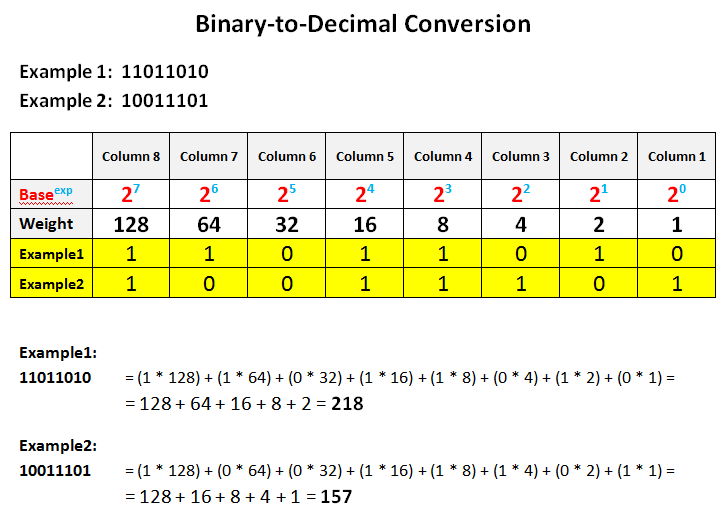 Binary-to-Decimal Conversion
Example 1: 11011010
Example 2: 10011101
Column 8 Column 7 Column 6 Column 5 Column 4 Column 3 Column 2 Column 1
Base^exp 2^7 2^6 2^5 2^4 2^3 2^2 2^1 2^0
Weight 128 64 32 16 8 4 2 1
Example1 1 1 0 1 1 0 1 0
Example2 1 0 0 1 1 1 0 1
Example1:
11011010 = (1 * 128) + (1 * 64) + (0 * 32) + (1 * 16) + (1 * 8) + (0 * 4) + (1 * 2) + (0 * 1) =
= 128 + 64 + 16 + 8 + 2 = 218
Example2:
10011101 = (1 * 128) + (0 * 64) + (0 * 32) + (1 * 16) + (1 * 8) + (1 * 4) + (0 * 2) + (1 * 1) =
= 128 + 16 + 8 + 4 + 1 = 157